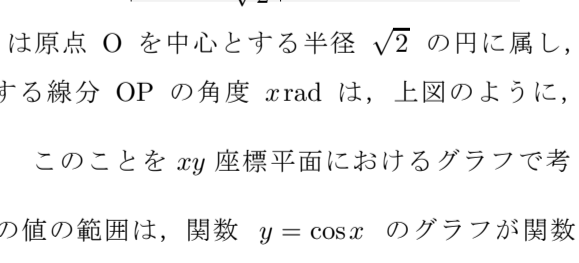 は原点 O を中心とする半径 √2 の円に属し,
する線分 OP の角度 x rad は, 上図のように,
このことを xy 座標平面におけるグラフで考
の値の範囲は, 関数 y = cos x のグラフが関数